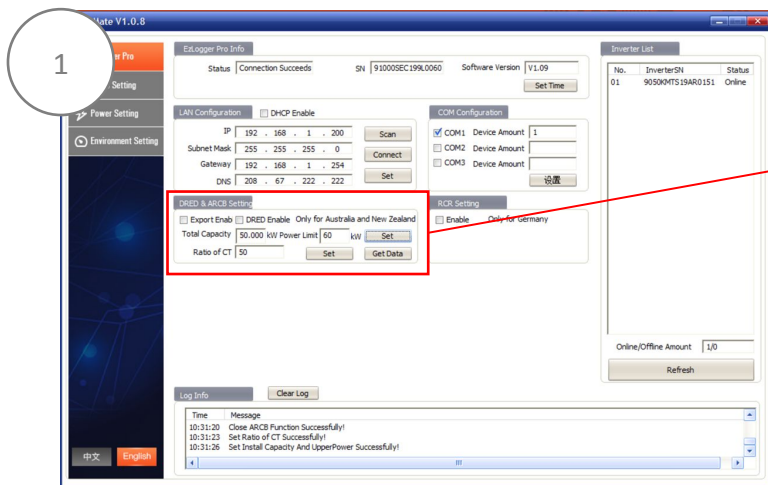 1
Mate V1.0.8
er Pro
Setting
Power Setting
Environment Setting
中文 English
EzLogger Pro Info
Status Connection Succeeds SN 91000SEC199L0060 Software Version V1.09
Set Time
LAN Configuration DHCP Enable
IP 192 . 168 . 1 . 200 Scan
Subnet Mask 255 . 255 . 255 . 0
Connect
Gateway 192 . 168 . 1 . 254
DNS 208 . 67 . 222 . 222 Set
COM Configuration
COM1 Device Amount 1
COM2 Device Amount
COM3 Device Amount
设置
DRED & ARCB Setting
Export Enab DRED Enable Only for Australia and New Zealand
Total Capacity 50.000 kW Power Limit 60 kW Set
Ratio of CT 50 Set Get Data
RCR Setting
Enable Only for Germany
Inverter List
No. InverterSN Status
01 9050KMTS19AR0151 Online
Online/Offline Amount 1/0
Refresh
Log Info Clear Log
Time Message
10:31:20 Close ARCB Function Successfully!
10:31:23 Set Ratio of CT Successfully!
10:31:26 Set Install Capacity And UpperPower Successfully!